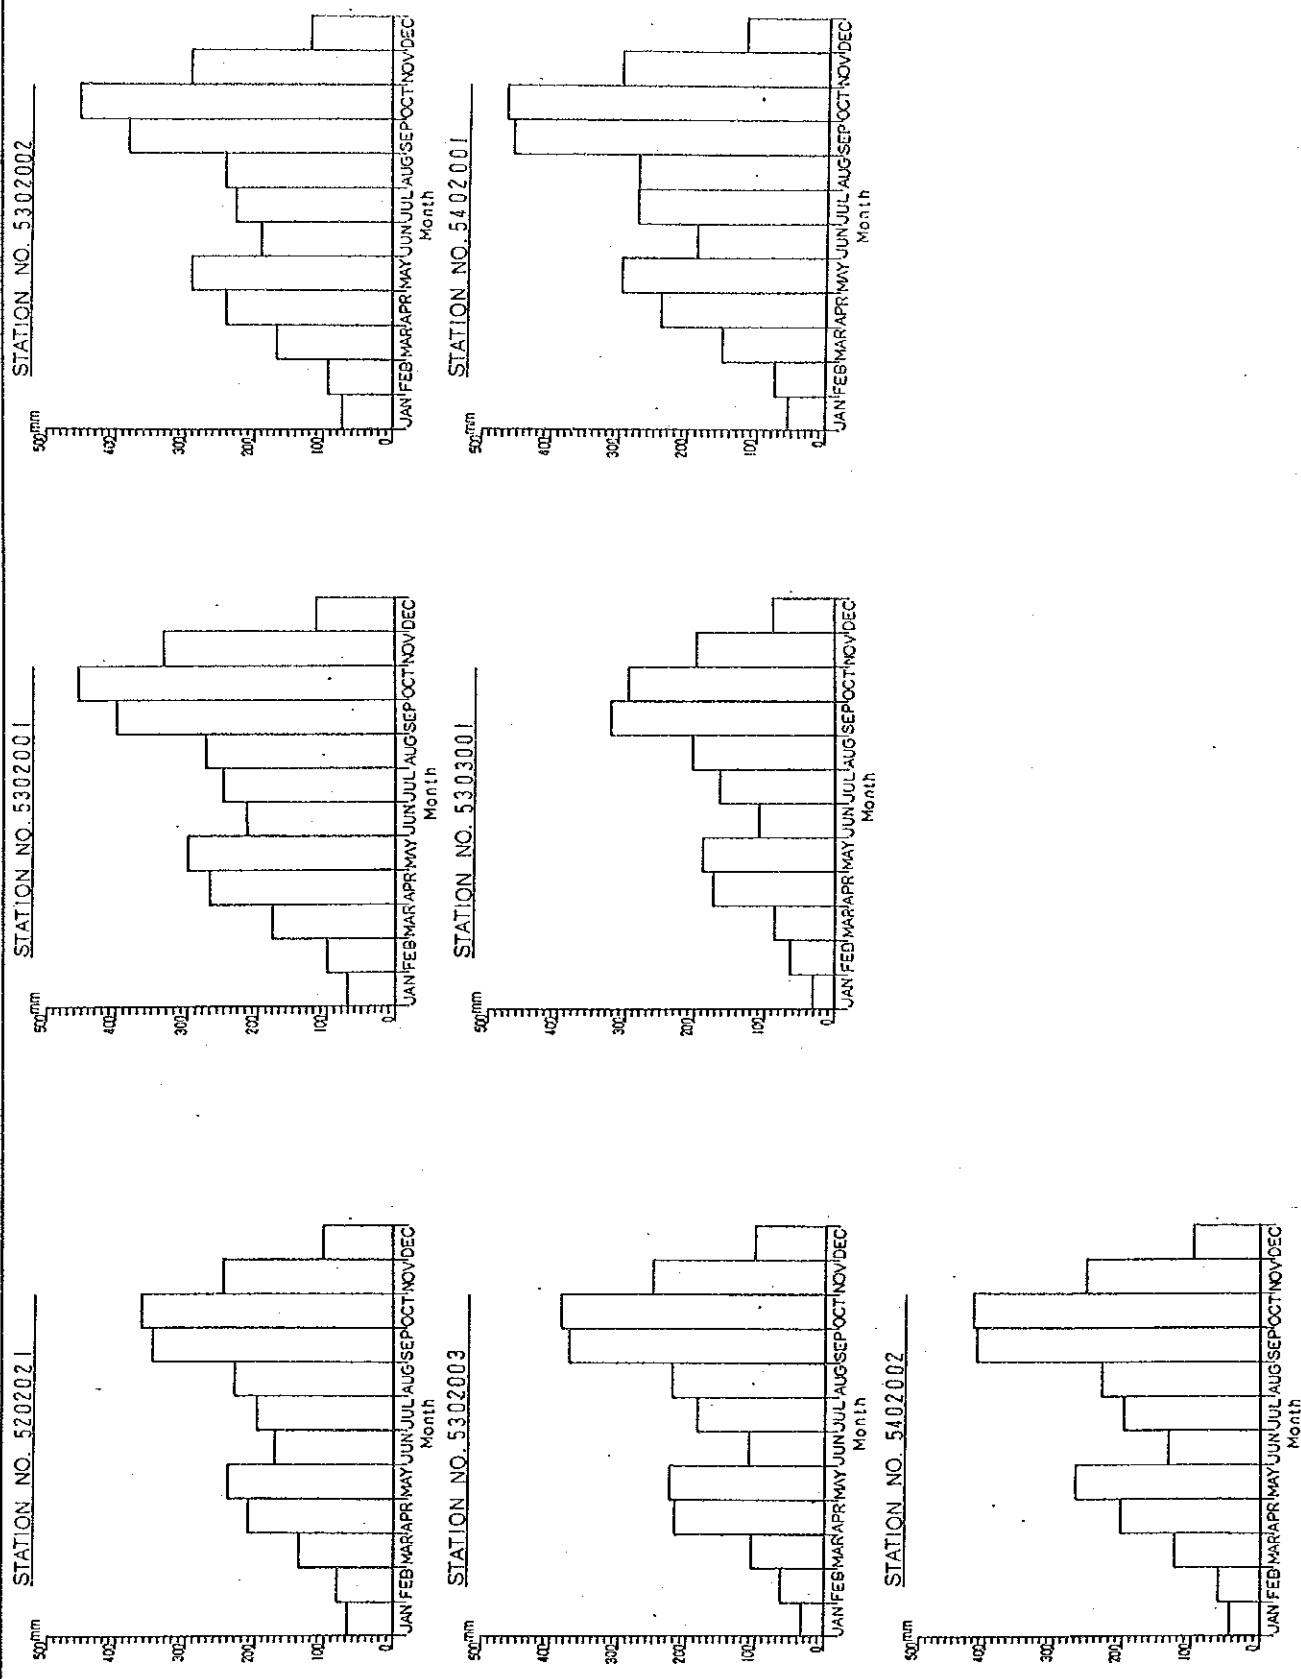 STATION NO. 5202021
500mm
400
300
200
100
0
JAN FEB MAR APR MAY JUN JUL AUG SEP OCT NOV DEC
Month
STATION NO. 5302001
500mm
400
300
200
100
0
JAN FEB MAR APR MAY JUN JUL AUG SEP OCT NOV DEC
Month
STATION NO. 5302002
500mm
400
300
200
100
0
JAN FEB MAR APR MAY JUN JUL AUG SEP OCT NOV DEC
Month
STATION NO. 5302003
500mm
400
300
200
100
0
JAN FEB MAR APR MAY JUN JUL AUG SEP OCT NOV DEC
Month
STATION NO. 5303001
500mm
400
300
200
100
0
JAN FEB MAR APR MAY JUN JUL AUG SEP OCT NOV DEC
Month
STATION NO. 5402001
500mm
400
300
200
100
0
JAN FEB MAR APR MAY JUN JUL AUG SEP OCT NOV DEC
Month
STATION NO. 5402002
500mm
400
300
200
100
0
JAN FEB MAR APR MAY JUN JUL AUG SEP OCT NOV DEC
Month